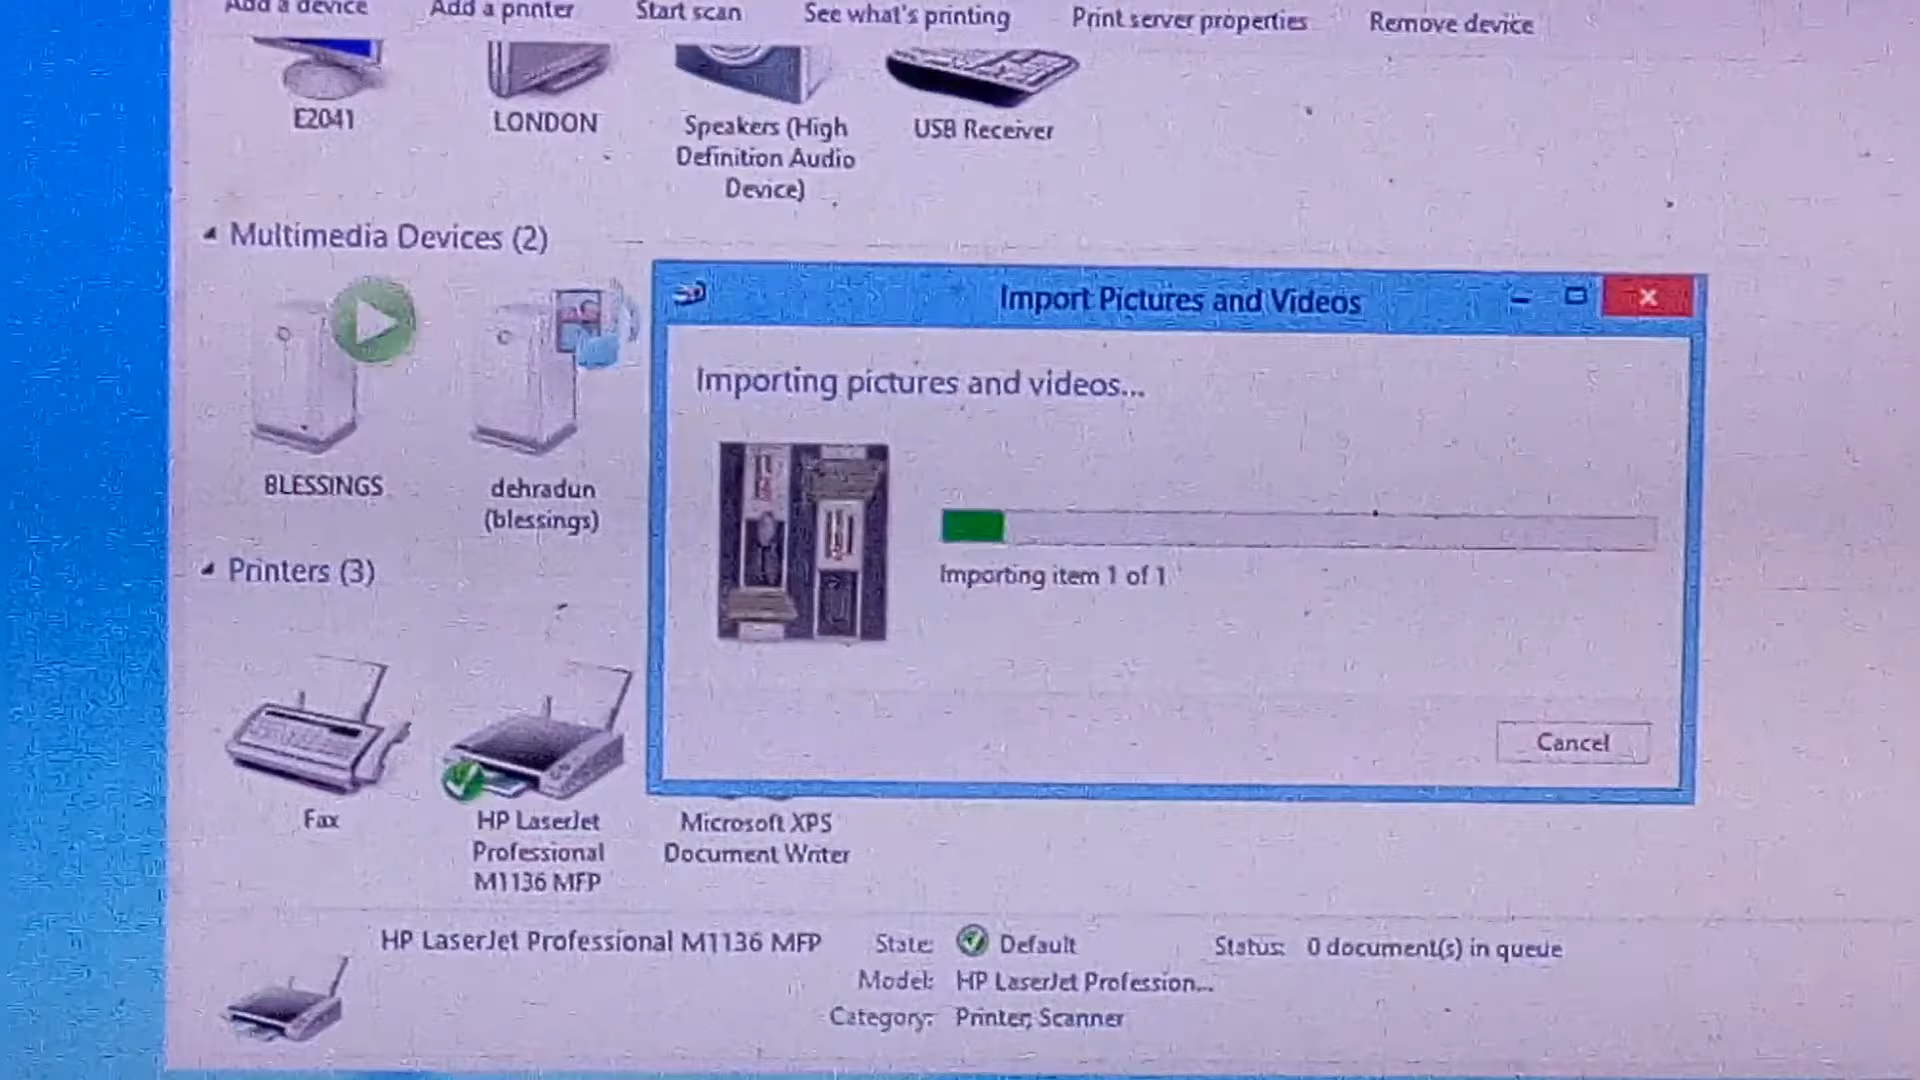 Add a device Add a printer Start scan See what's printing Print server properties Remove device
E2041
LONDON
Speakers (High
Definition Audio
Device)
USB Receiver
Multimedia Devices (2)
BLESSINGS
dehradun
(blessings)
Import Pictures and Videos
Importing pictures and videos...
Importing item 1 of 1
Cancel
Printers (3)
Fax
HP LaserJet
Professional
M1136 MFP
Microsoft XPS
Document Writer
HP LaserJet Professional M1136 MFP
State: Default
Status: 0 document(s) in queue
Model: HP LaserJet Profession...
Category: Printer; Scanner